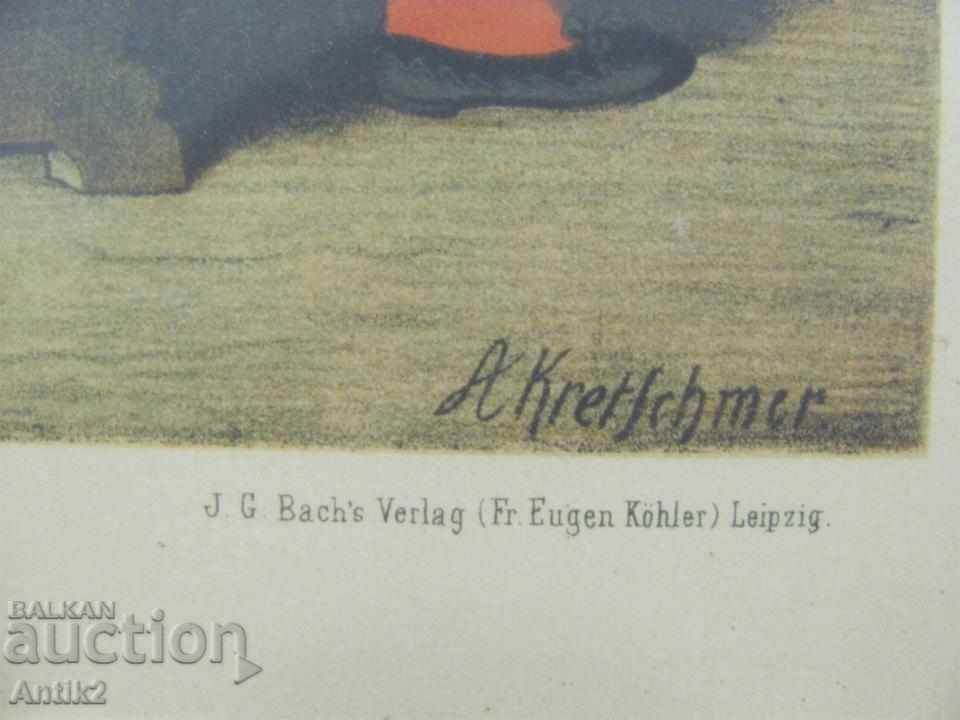 A Kretschmer.
J. G. Bach's Verlag (Fr. Eugen Köhler) Leipzig.
BALKAN
auction
Antik2